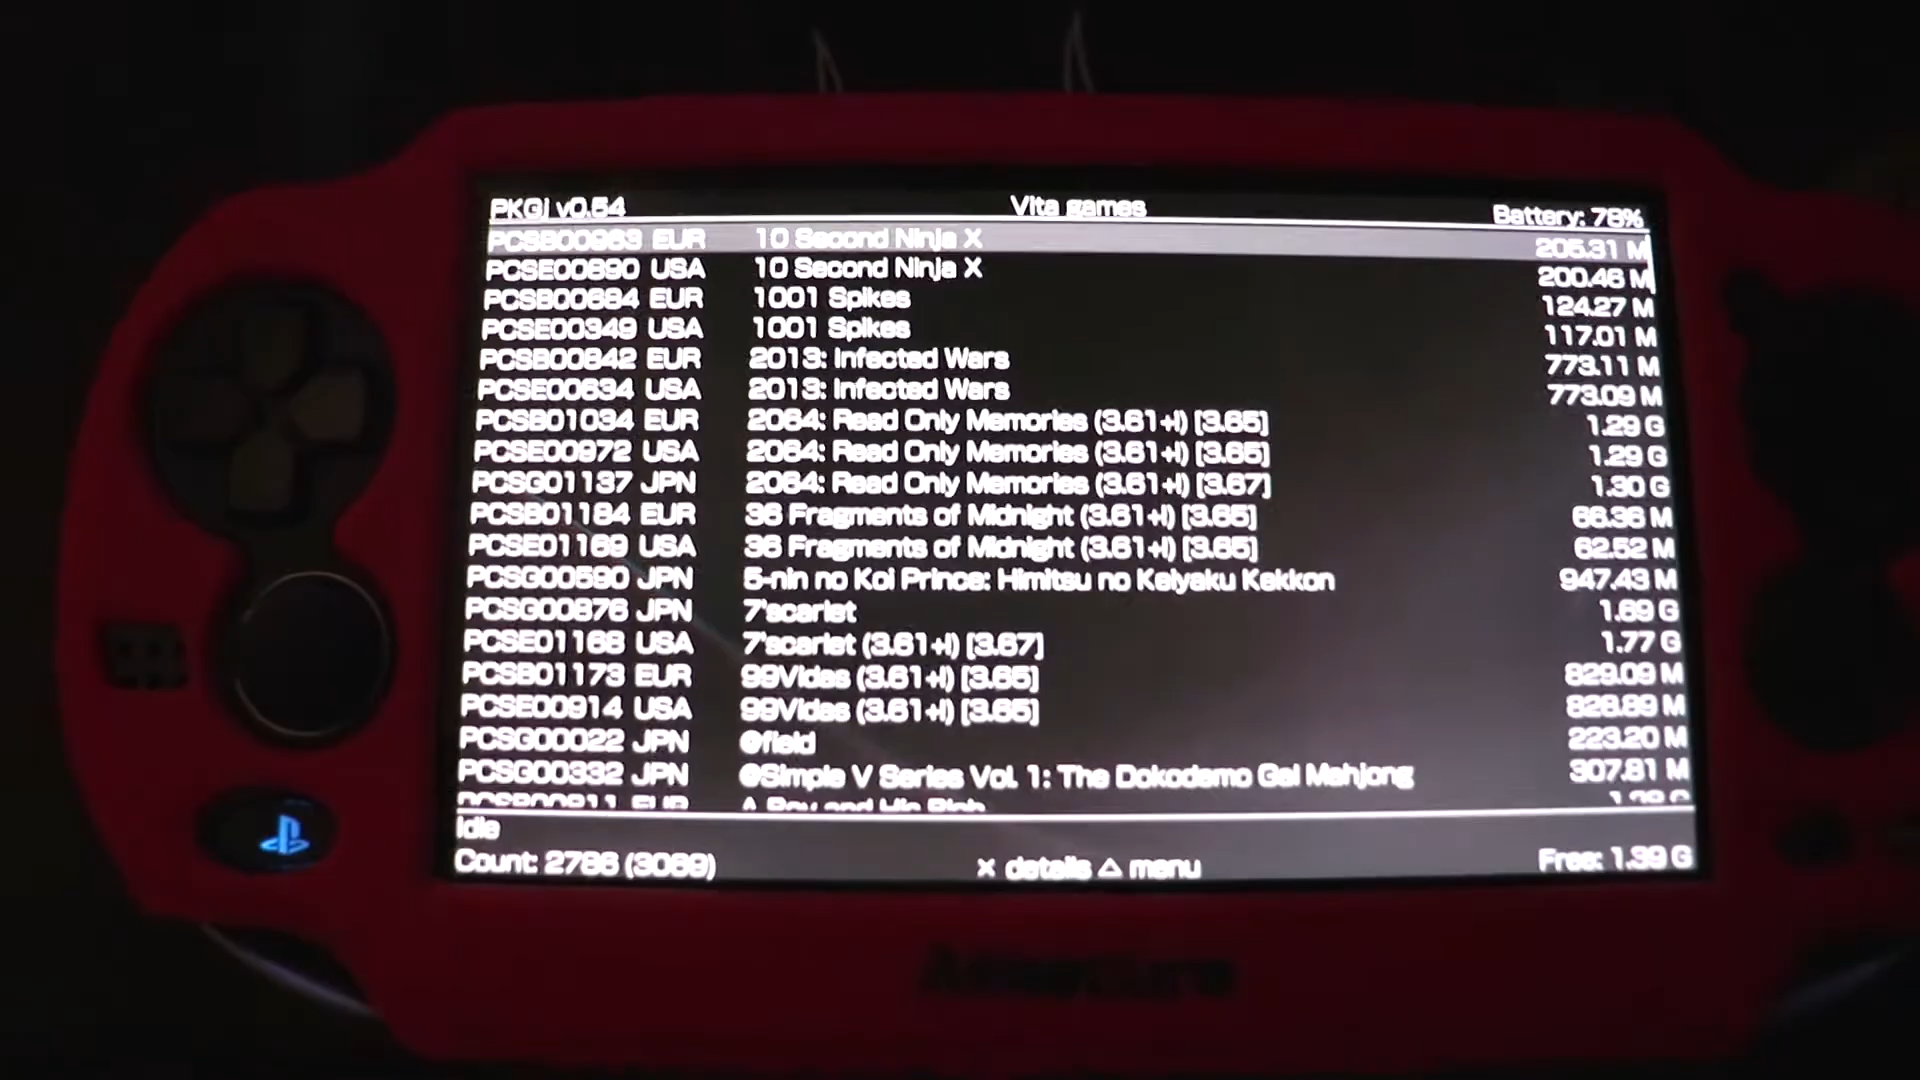 PKGj v0.54 Vita games Battery: 78%
PCSB00963 EUR 10 Second Ninja X 205.31 M
PCSE00890 USA 10 Second Ninja X 200.46 M
PCSB00684 EUR 1001 Spikes 124.27 M
PCSE00349 USA 1001 Spikes 117.01 M
PCSB00842 EUR 2013: Infected Wars 773.11 M
PCSE00634 USA 2013: Infected Wars 773.09 M
PCSB01034 EUR 2064: Read Only Memories (3.61+!) [3.65] 1.29 G
PCSE00972 USA 2064: Read Only Memories (3.61+!) [3.65] 1.29 G
PCSG01137 JPN 2064: Read Only Memories (3.61+!) [3.67] 1.30 G
PCSB01184 EUR 36 Fragments of Midnight (3.61+!) [3.65] 66.36 M
PCSE01169 USA 36 Fragments of Midnight (3.61+!) [3.65] 62.52 M
PCSG00590 JPN 5-nin no Koi Prince: Himitsu no Keiyaku Kekkon 947.43 M
PCSG00876 JPN 7'scarlet 1.69 G
PCSE01168 USA 7'scarlet (3.61+!) [3.67] 1.77 G
PCSB01173 EUR 99Vidas (3.61+!) [3.65] 829.09 M
PCSE00914 USA 99Vidas (3.61+!) [3.65] 828.89 M
PCSG00022 JPN @field 223.20 M
PCSG00332 JPN @Simple V Series Vol. 1: The Dokodemo Gal Mahjong 307.81 M
A Boy and His Blob
Idle
Count: 2786 (3069) X details △ menu Free: 1.39 G